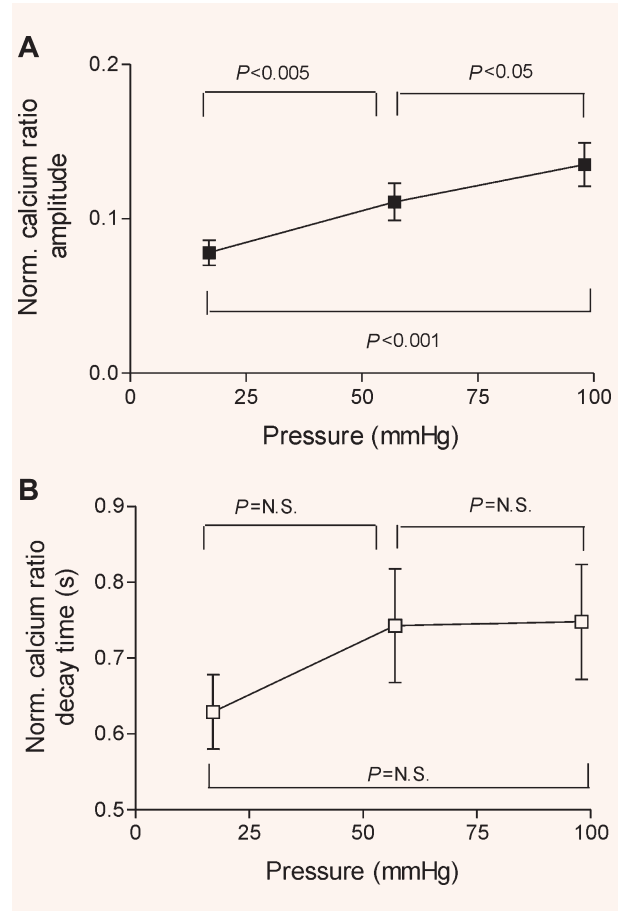 A
0.2
P<0.005
P<0.05
Norm. calcium ratio
amplitude
0.1
P<0.001
0.0
0
25
50
75
100
Pressure (mmHg)
B
0.9
P=N.S.
P=N.S.
0.8
Norm. calcium ratio
decay time (s)
0.7
0.6
P=N.S.
0.5
0
25
50
75
100
Pressure (mmHg)